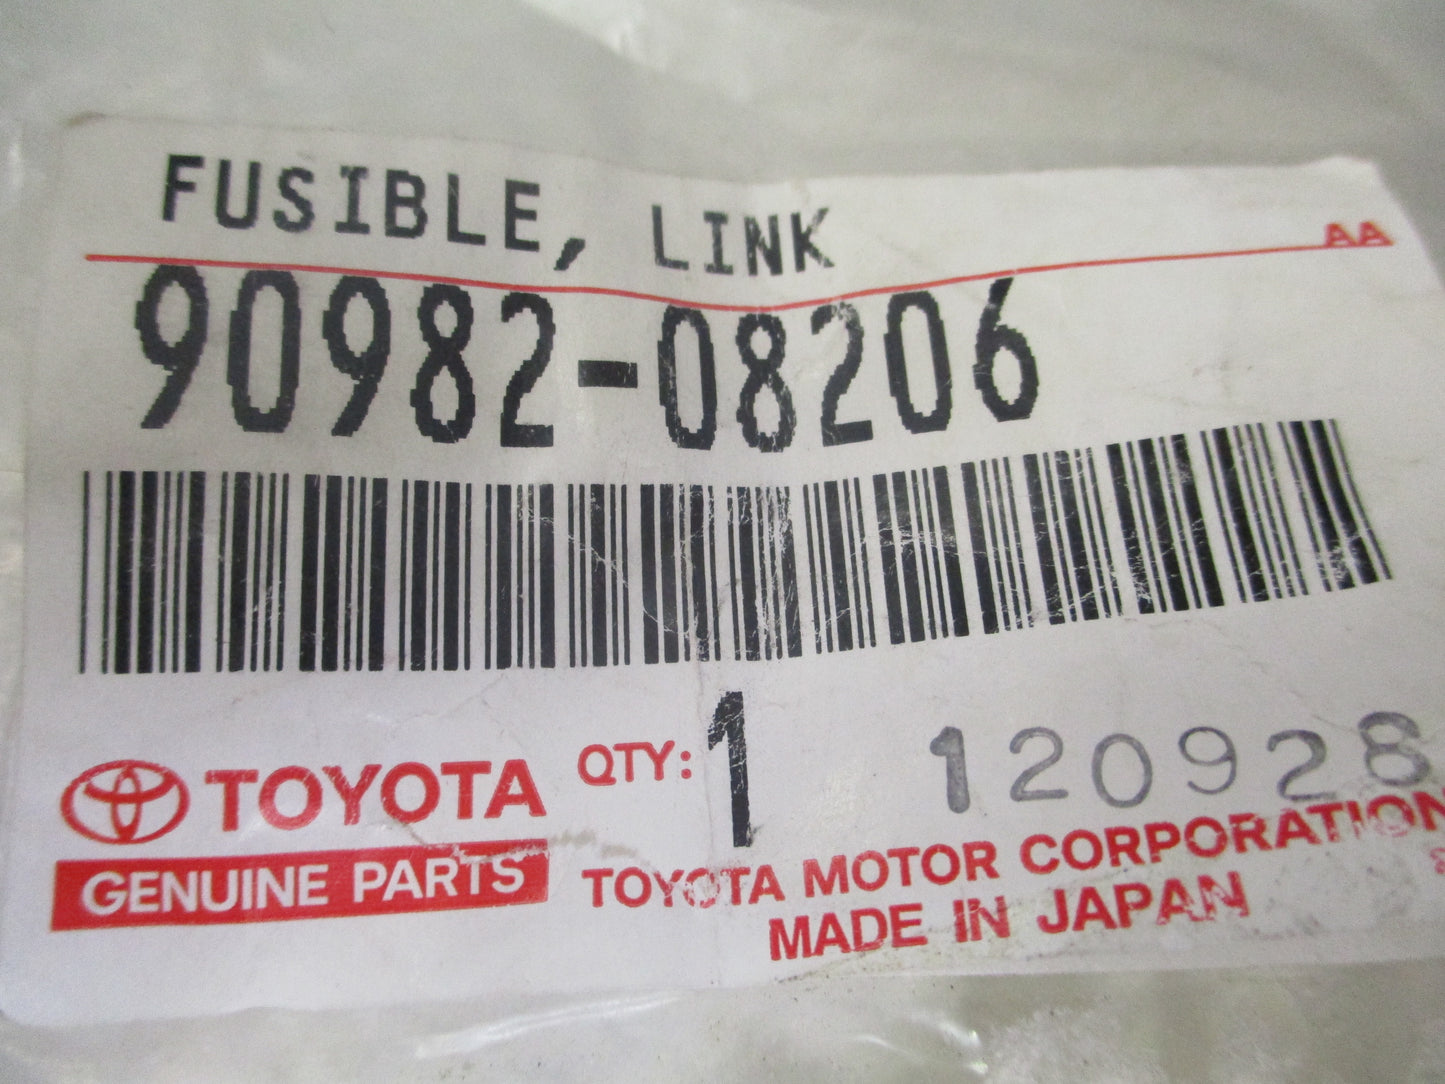 FUSIBLE, LINK
AA
90982-08206
TOYOTA
GENUINE PARTS
QTY: 1
120928
TOYOTA MOTOR CORPORATION
MADE IN JAPAN